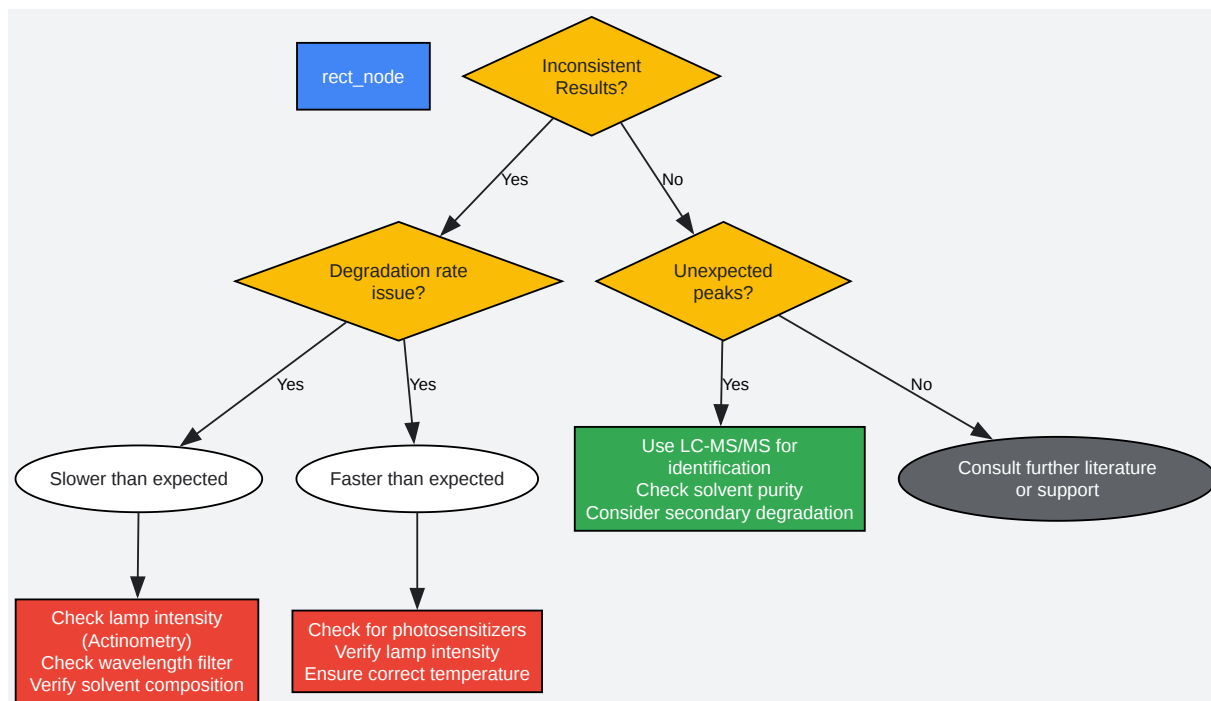 rect_node
Inconsistent
Results?
Yes
No
Degradation rate
issue?
Unexpected
peaks?
Yes
Yes
Yes
No
Slower than expected
Faster than expected
Use LC-MS/MS for
identification
Check solvent purity
Consider secondary degradation
Consult further literature
or support
Check lamp intensity
(Actinometry)
Check wavelength filter
Verify solvent composition
Check for photosensitizers
Verify lamp intensity
Ensure correct temperature